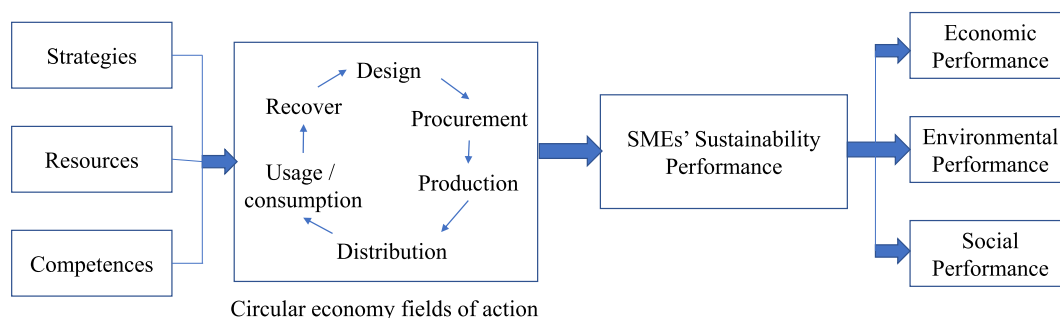 Strategies
Resources
Competences
Design
Procurement
Production
Distribution
Usage /
consumption
Recover
Circular economy fields of action
SMEs’ Sustainability
Performance
Economic
Performance
Environmental
Performance
Social
Performance